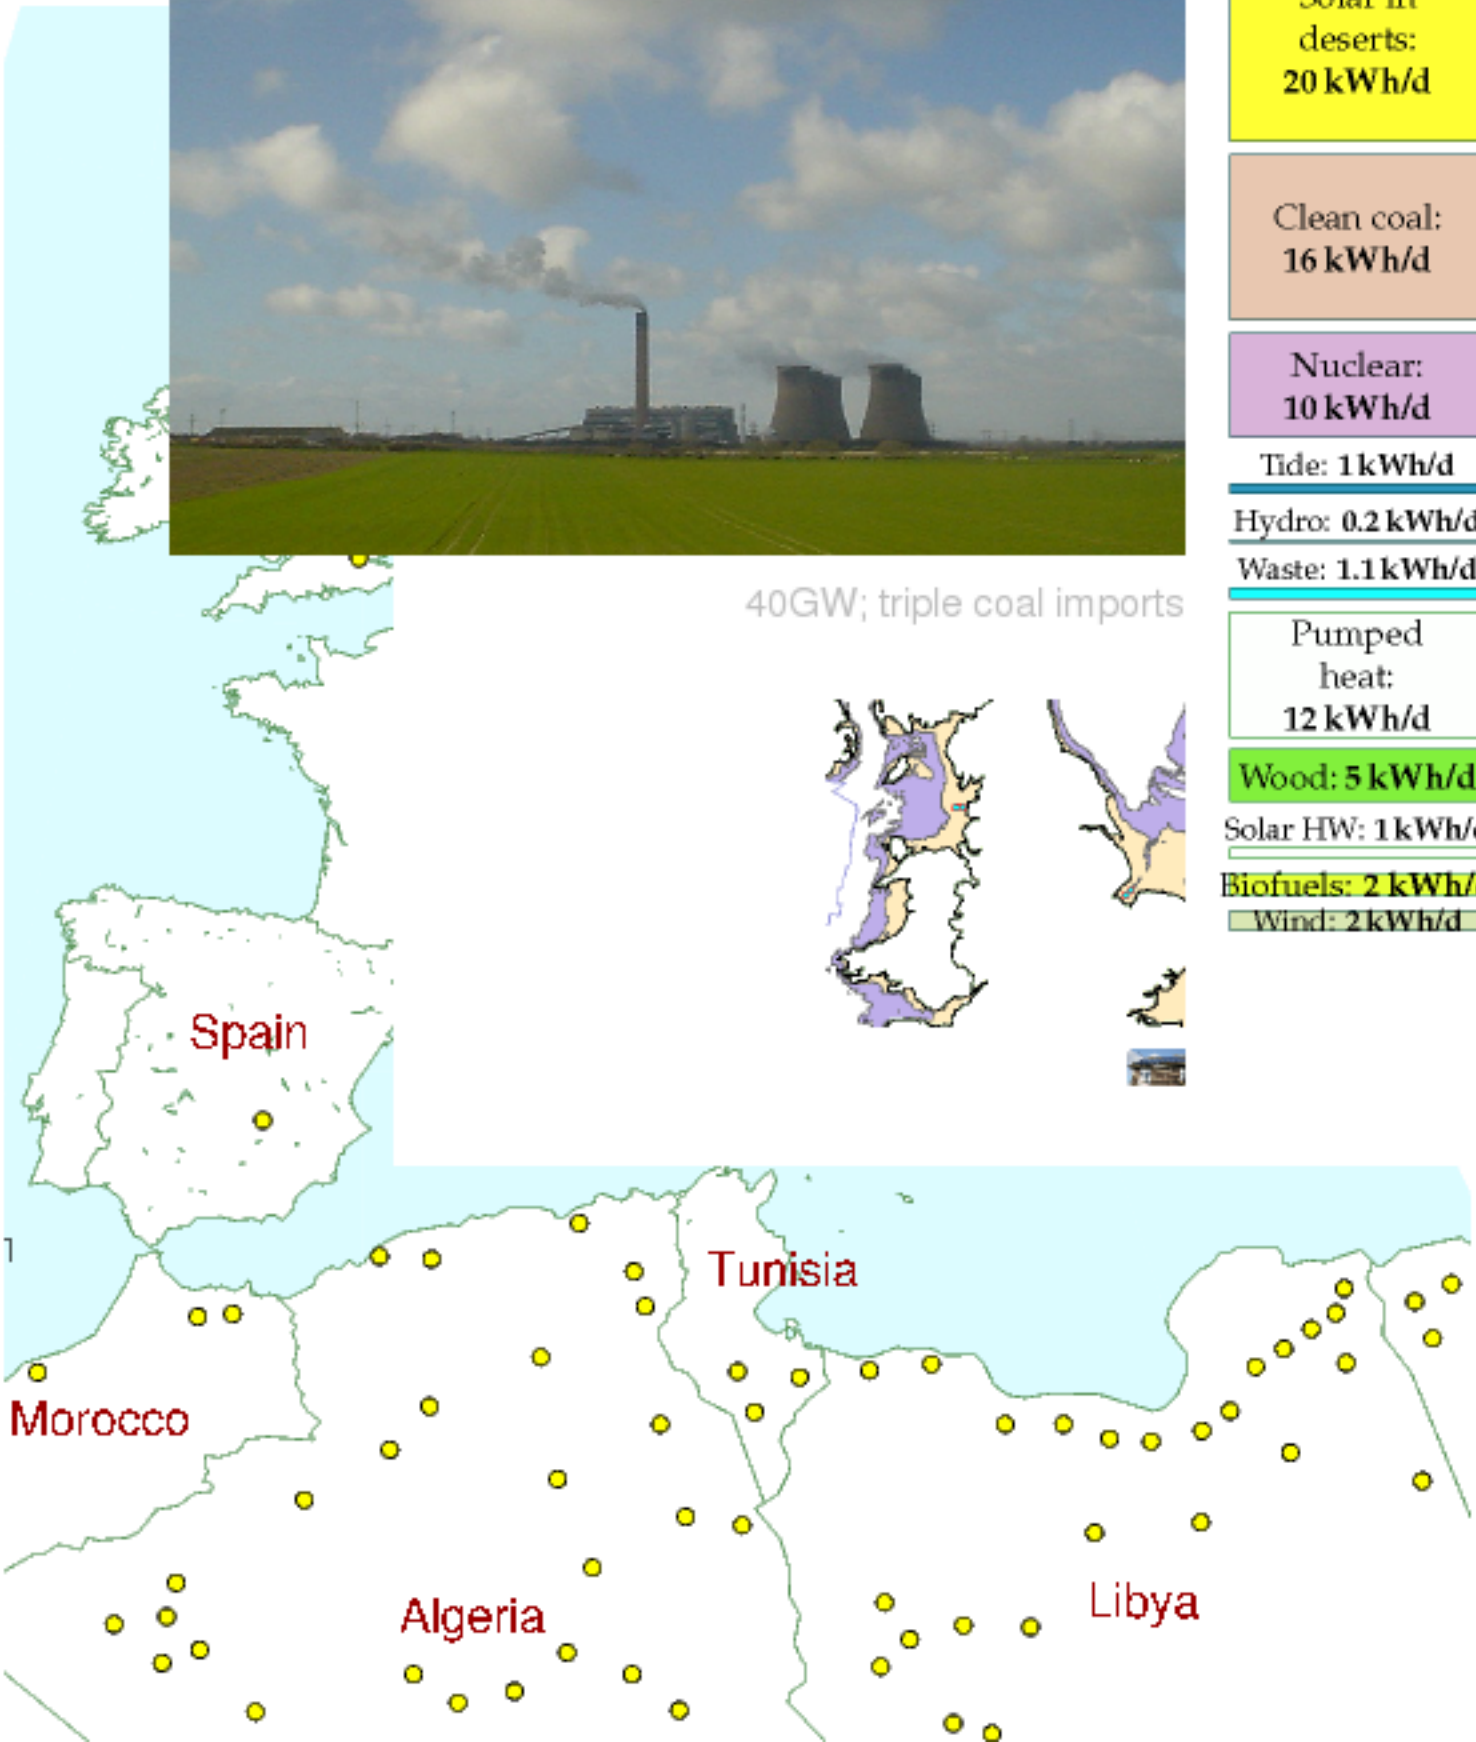 deserts:
20 kWh/d
Clean coal:
16 kWh/d
Nuclear:
10 kWh/d
Tide: 1 kWh/d
Hydro: 0.2 kWh/d
Waste: 1.1 kWh/d
40GW; triple coal imports
Pumped
heat:
12 kWh/d
Wood: 5 kWh/d
Solar HW: 1 kWh/
Biofuels: 2 kWh/
Wind: 2 kWh/d
Spain
Tunisia
Morocco
Algeria
Libya